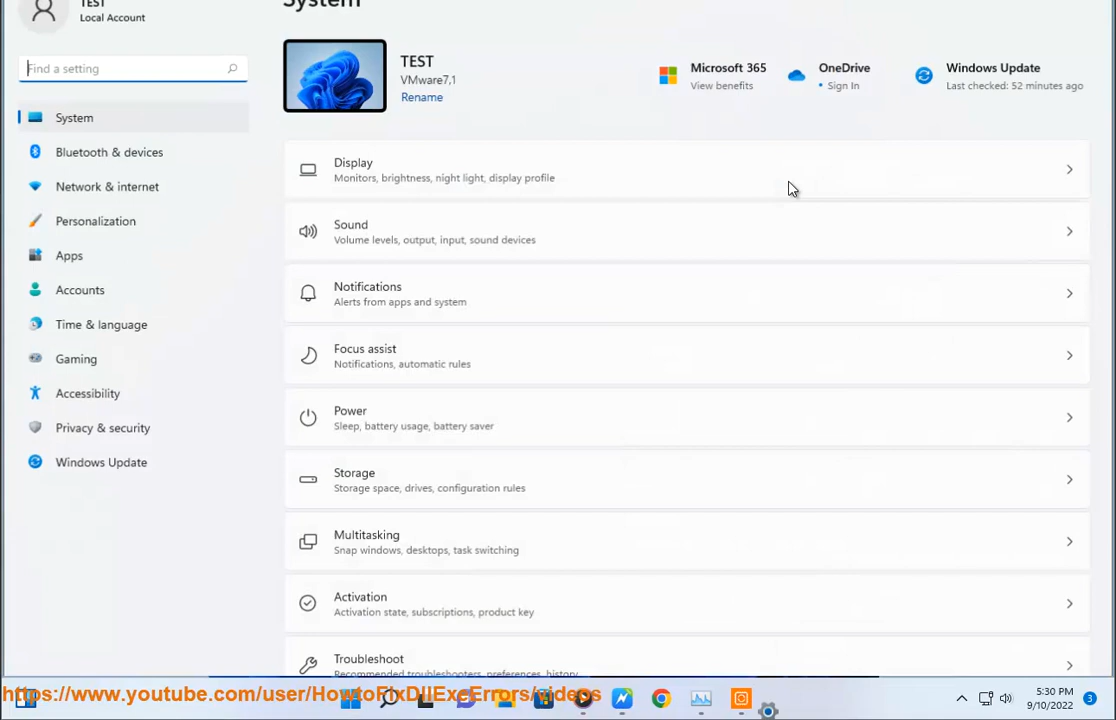 TEST
Local Account
System
Find a setting
TEST
VMware7,1
Rename
Microsoft 365
View benefits
OneDrive
• Sign In
Windows Update
Last checked: 52 minutes ago
System
Bluetooth & devices
Network & internet
Personalization
Apps
Accounts
Time & language
Gaming
Accessibility
Privacy & security
Windows Update
Display
Monitors, brightness, night light, display profile
Sound
Volume levels, output, input, sound devices
Notifications
Alerts from apps and system
Focus assist
Notifications, automatic rules
Power
Sleep, battery usage, battery saver
Storage
Storage space, drives, configuration rules
Multitasking
Snap windows, desktops, task switching
Activation
Activation state, subscriptions, product key
Troubleshoot
Recommended troubleshooters, preferences, history
https://www.youtube.com/user/HowtoFixDllExeErrors/videos
5:30 PM
9/10/2022
3